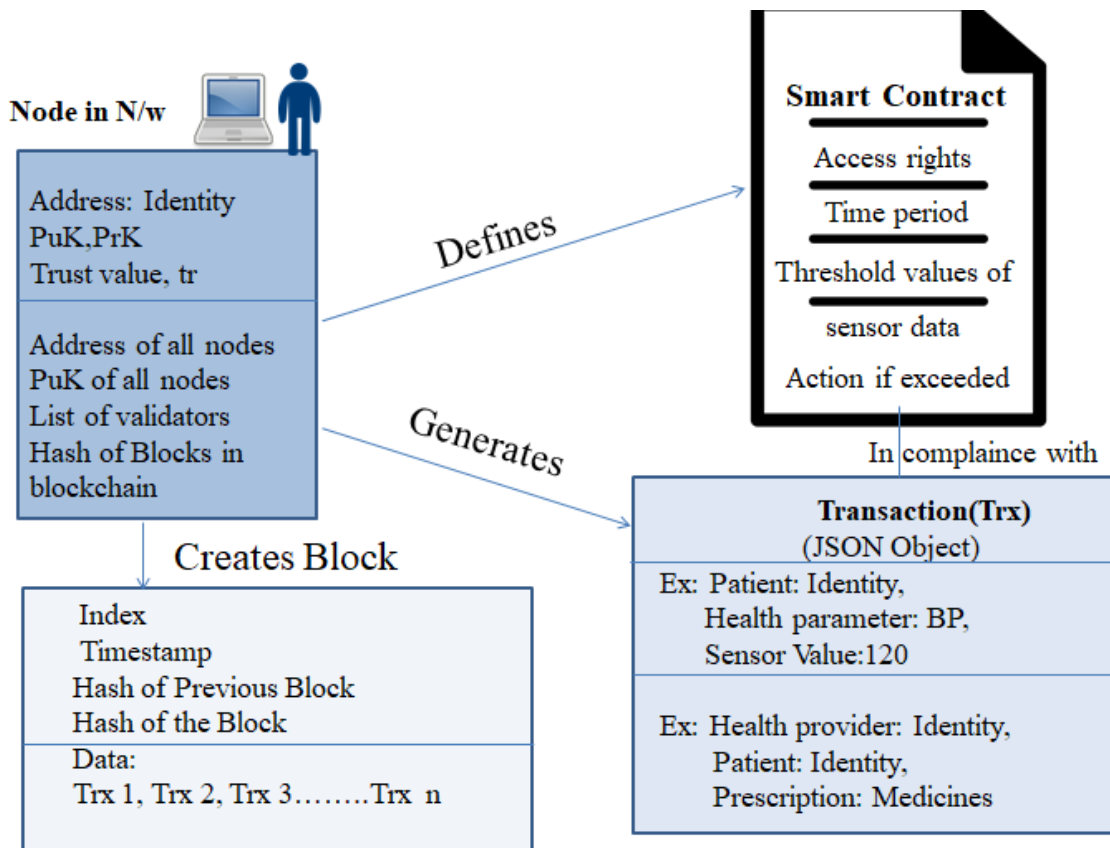 Node in N/w
Address: Identity
PuK,PrK
Trust value, tr
Address of all nodes
PuK of all nodes
List of validators
Hash of Blocks in
blockchain
Defines
Generates
Creates Block
Smart Contract
Access rights
Time period
Threshold values of
sensor data
Action if exceeded
In complaince with
Transaction(Trx)
(JSON Object)
Ex: Patient: Identity,
Health parameter: BP,
Sensor Value:120
Ex: Health provider: Identity,
Patient: Identity,
Prescription: Medicines
Index
Timestamp
Hash of Previous Block
Hash of the Block
Data:
Trx 1, Trx 2, Trx 3........Trx n